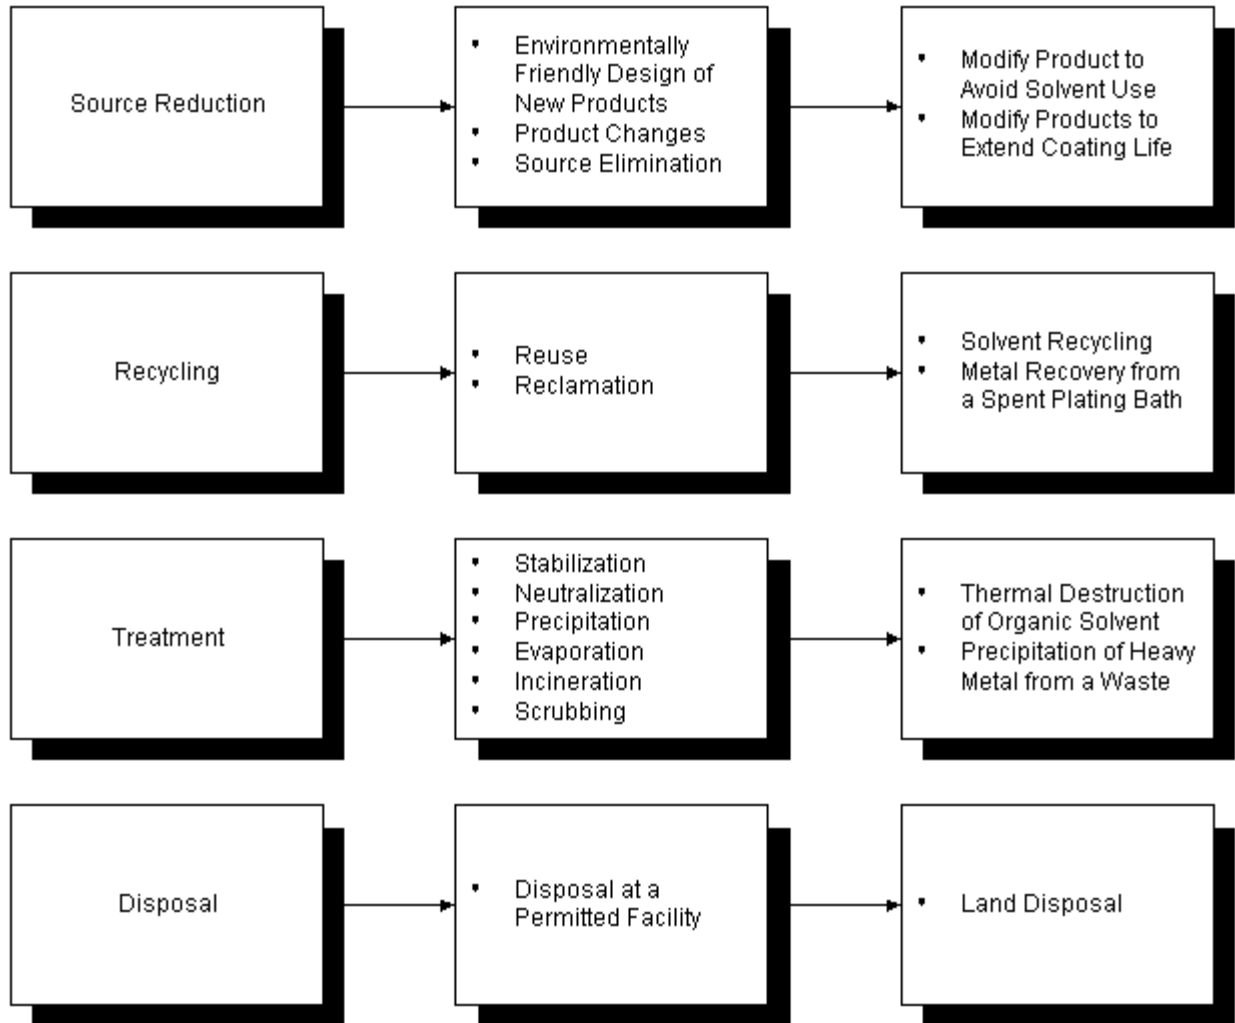 Source Reduction
• Environmentally
Friendly Design of
New Products
• Product Changes
• Source Elimination
• Modify Product to
Avoid Solvent Use
• Modify Products to
Extend Coating Life
Recycling
• Reuse
• Reclamation
• Solvent Recycling
• Metal Recovery from
a Spent Plating Bath
Treatment
• Stabilization
• Neutralization
• Precipitation
• Evaporation
• Incineration
• Scrubbing
• Thermal Destruction
of Organic Solvent
• Precipitation of Heavy
Metal from a Waste
Disposal
• Disposal at a
Permitted Facility
• Land Disposal